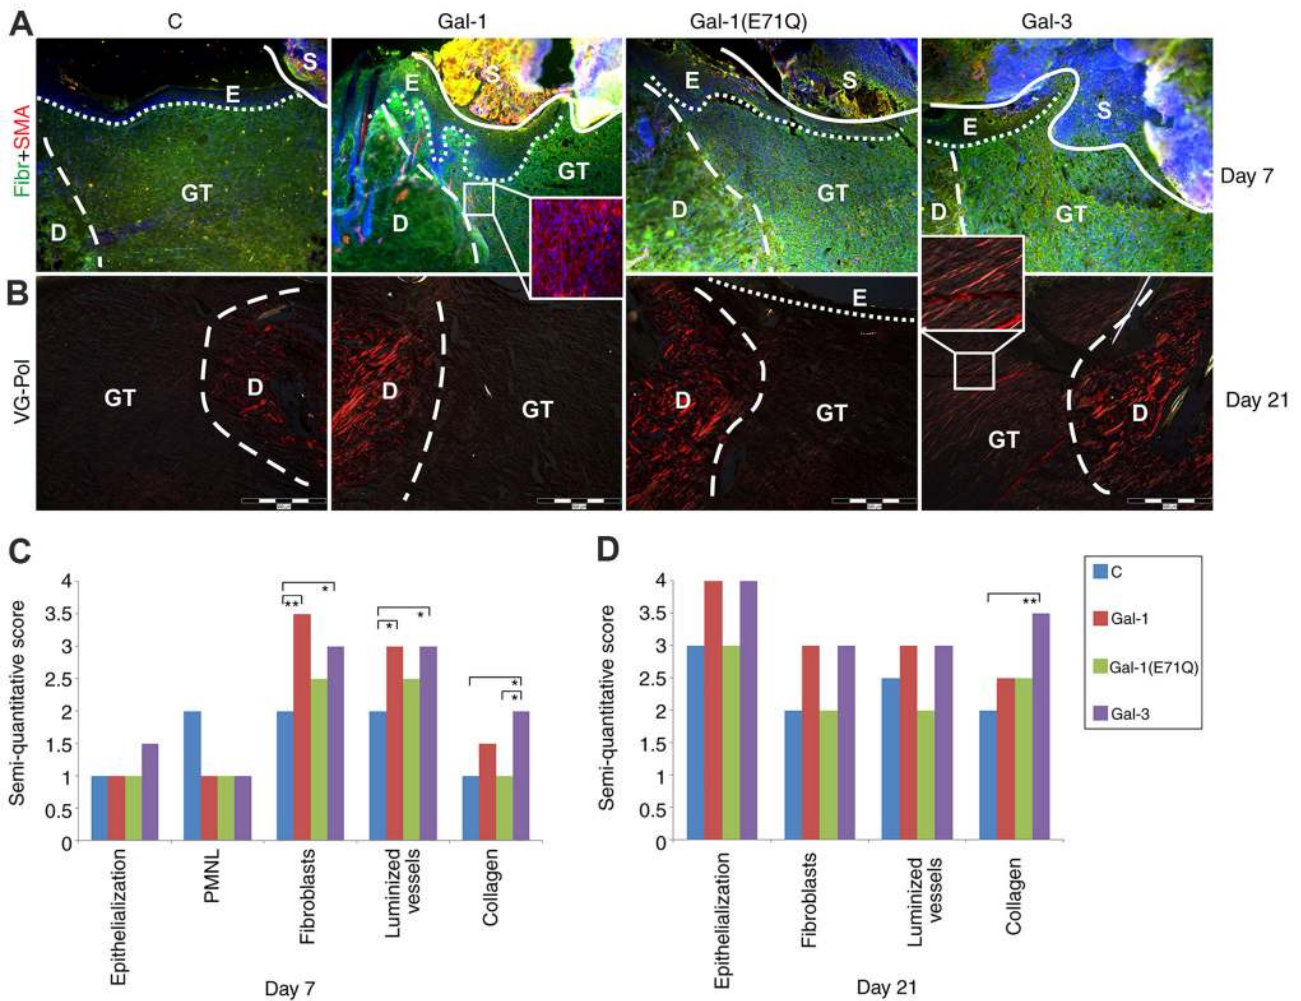 A
C
Gal-1
Gal-1(E71Q)
Gal-3
Fibr+SMA
S
E
GT
D
E
S
GT
D
E
S
GT
D
E
S
GT
D
Day 7
B
VG-Pol
GT
D
D
GT
E
D
GT
GT
D
Day 21
C
Semi-quantitative score
4
3.5
3
2.5
2
1.5
1
0.5
0
**
*
*
*
*
*
Epithelialization
PMNL
Fibroblasts
Luminized
vessels
Collagen
Day 7
D
Semi-quantitative score
4
3.5
3
2.5
2
1.5
1
0.5
0
**
Epithelialization
Fibroblasts
Luminized
vessels
Collagen
Day 21
C
Gal-1
Gal-1(E71Q)
Gal-3